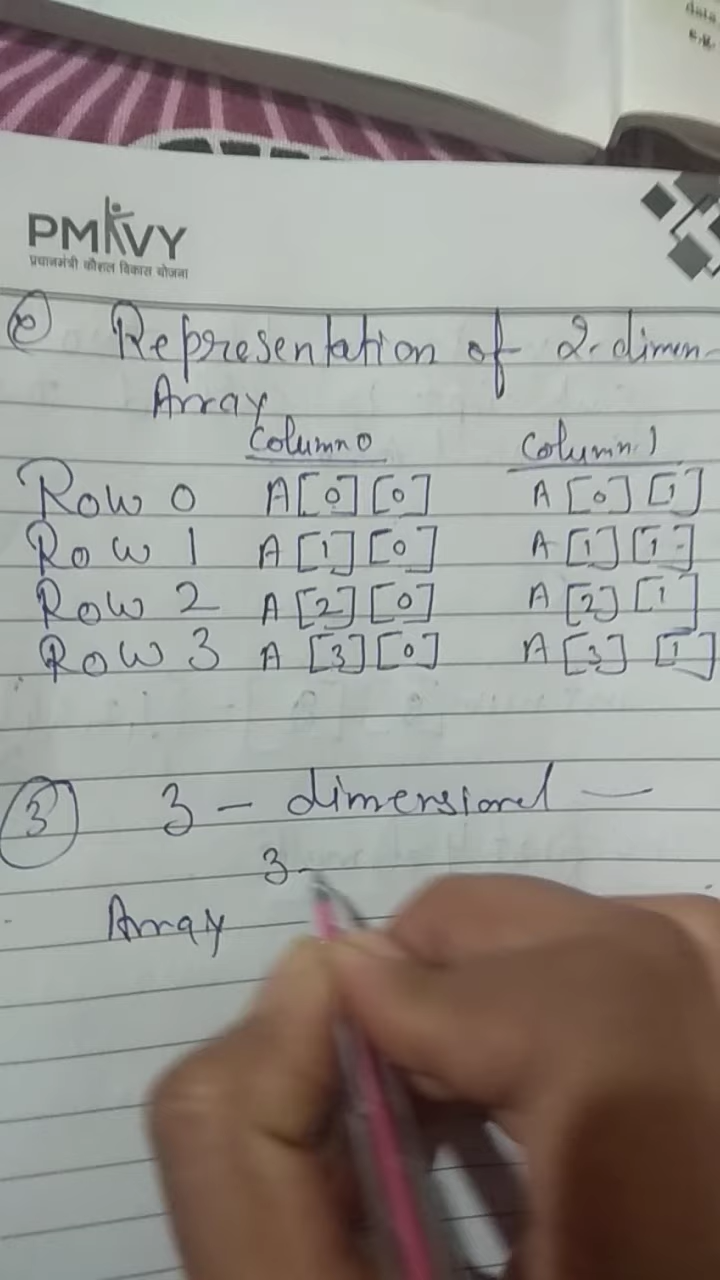 data
e.g.
PMKVY
प्रधानमंत्री कौशल विकास योजना
e Representation of 2-dimen-
Array
Column 0 Column 1
Row 0 A[0][0] A[0][1]
Row 1 A[1][0] A[1][1]
Row 2 A[2][0] A[2][1]
Row 3 A[3][0] A[3][1]
3 3 - dimensional —
3-
Array